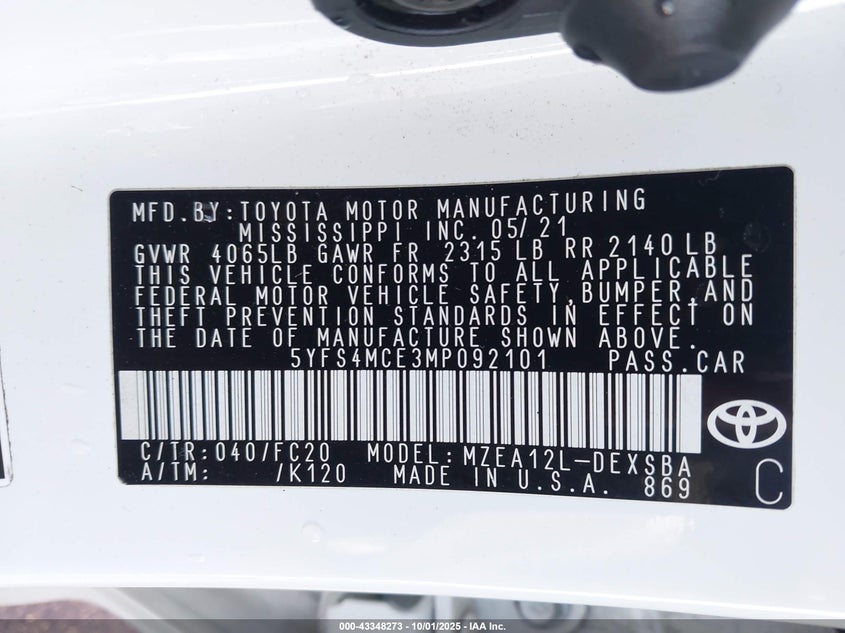 MFD.BY:TOYOTA MOTOR MANUFACTURING
MISSISSIPPI INC. 05/21
GVWR 4065LB GAWR FR 2315 LB RR 2140 LB
THIS VEHICLE CONFORMS TO ALL APPLICABLE
FEDERAL MOTOR VEHICLE SAFETY,BUMPER,AND
THEFT PREVENTION STANDARDS IN EFFECT ON
THE DATE OF MANUFACTURE SHOWN ABOVE.
5YFS4MCE3MP092101 PASS.CAR
C/TR:040/FC20 MODEL:MZEA12L-DEXSBA
A/TM: /K120 MADE IN U.S.A. 869 C
000-43348273 - 10/01/2025 - IAA Inc.